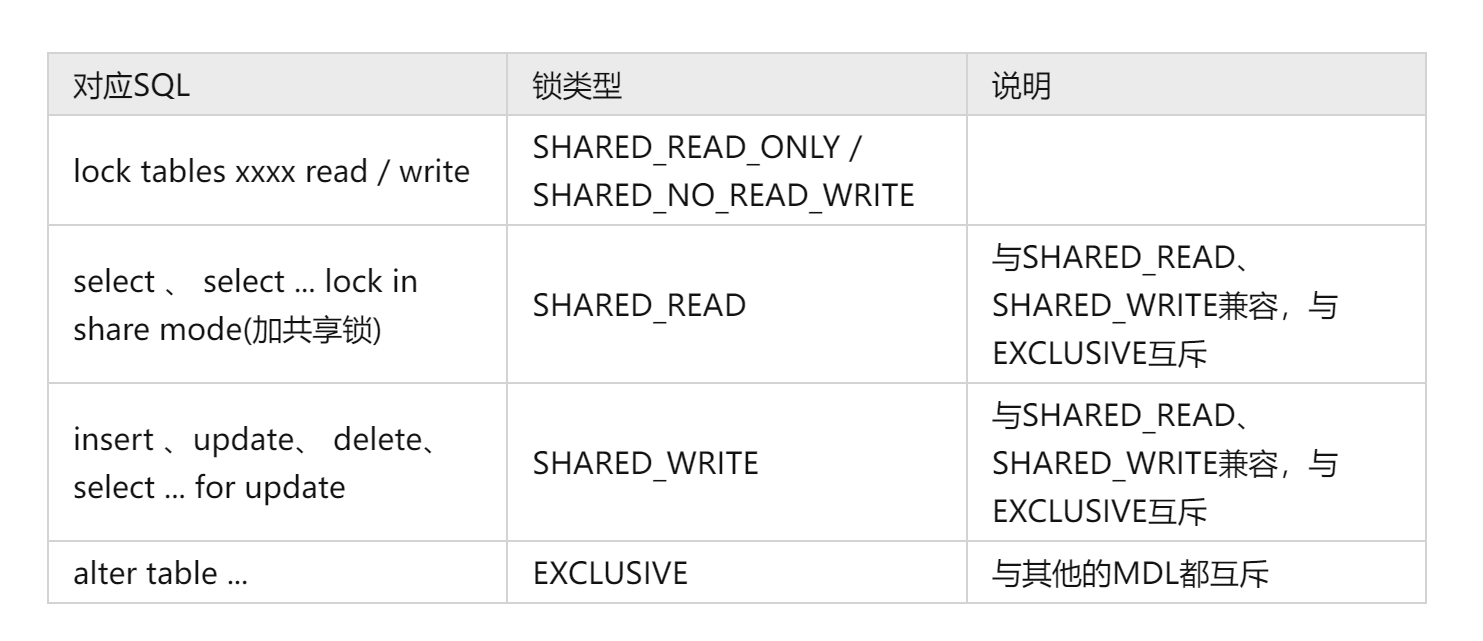 对应SQL
锁类型
说明
lock tables xxxx read / write
SHARED_READ_ONLY /
SHARED_NO_READ_WRITE
select 、 select ... lock in
share mode(加共享锁)
SHARED_READ
与SHARED_READ、
SHARED_WRITE兼容，与
EXCLUSIVE互斥
insert 、update、 delete、
select ... for update
SHARED_WRITE
与SHARED_READ、
SHARED_WRITE兼容，与
EXCLUSIVE互斥
alter table ...
EXCLUSIVE
与其他的MDL都互斥